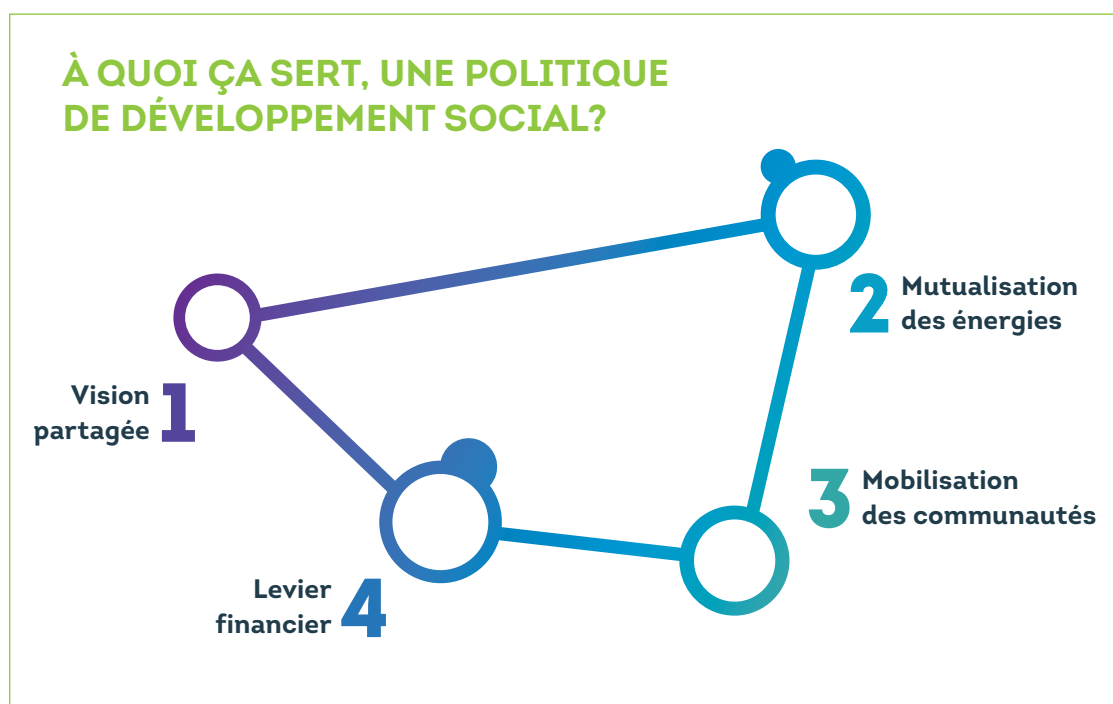 À QUOI ÇA SERT, UNE POLITIQUE
DE DÉVELOPPEMENT SOCIAL?
1
Vision
partagée
2
Mutualisation
des énergies
3
Mobilisation
des communautés
4
Levier
financier